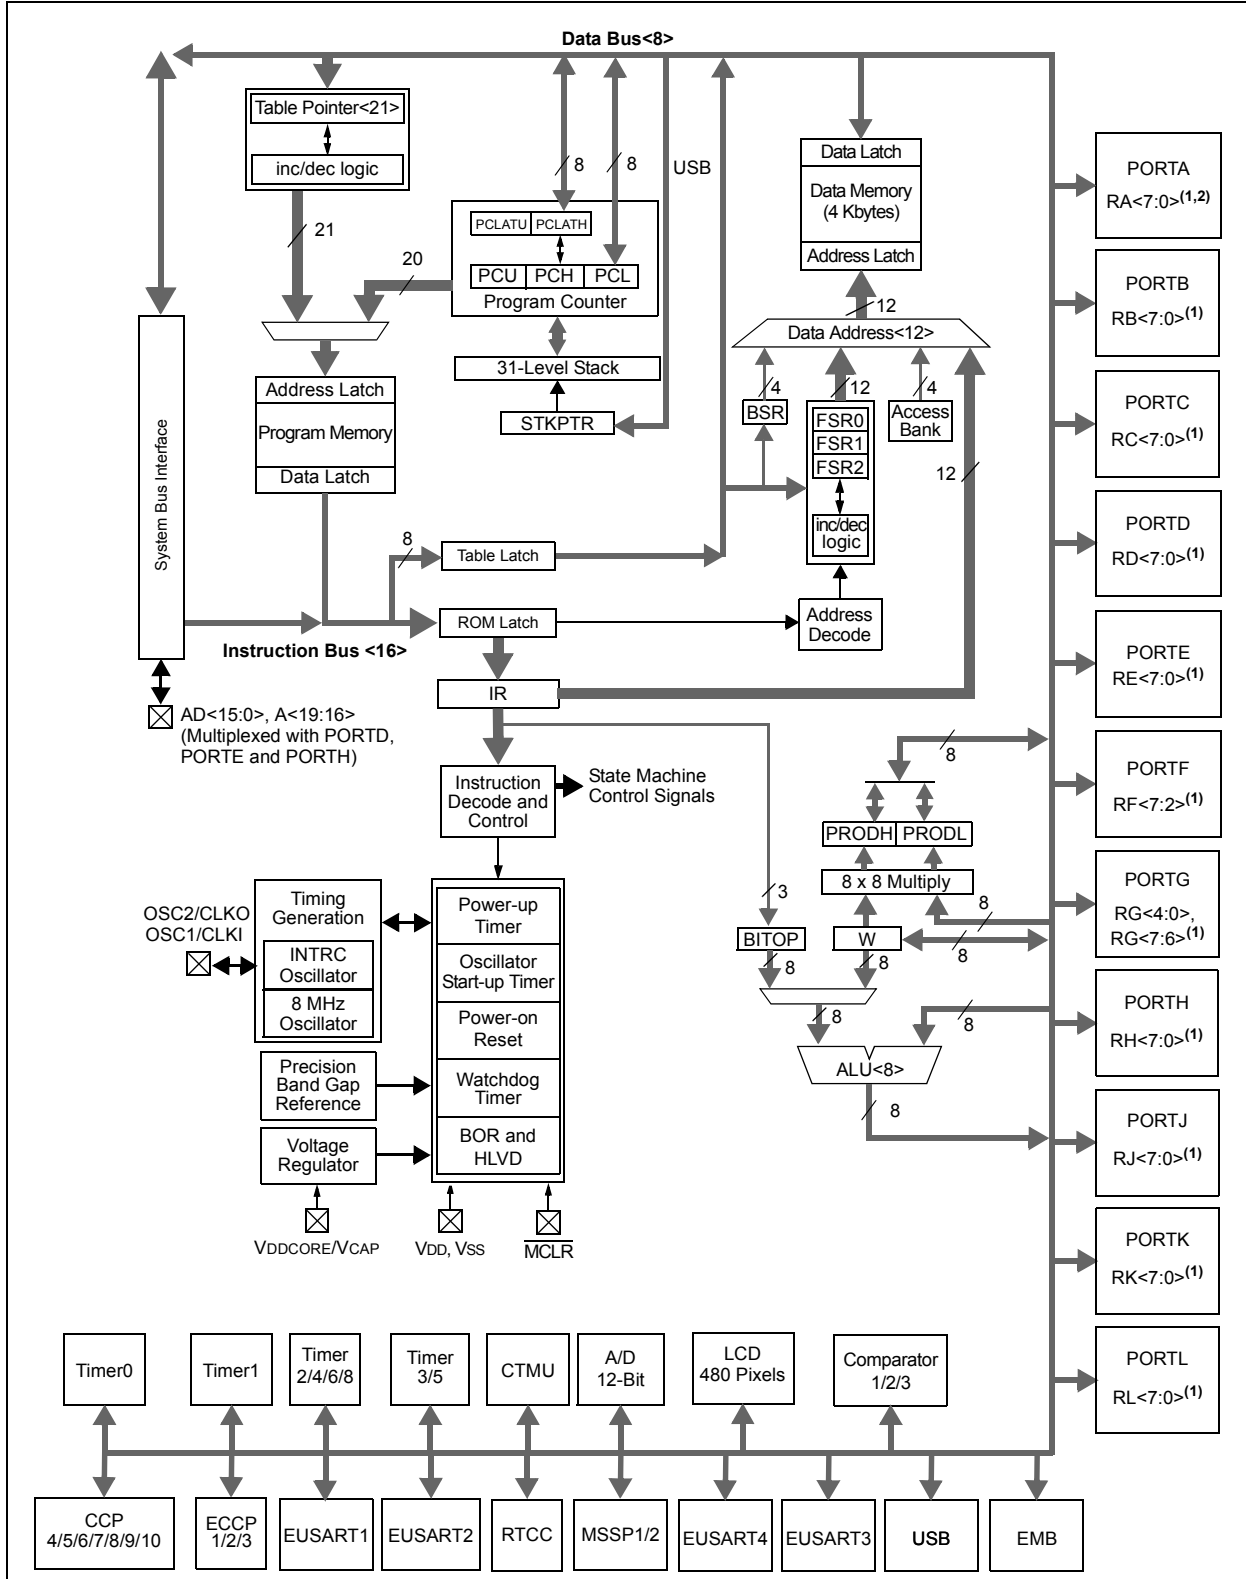 Data Bus<8>
Table Pointer<21>
inc/dec logic
21
20
8
8
USB
PCLATU
PCLATH
PCU
PCH
PCL
Program Counter
31-Level Stack
STKPTR
Data Latch
Data Memory
(4 Kbytes)
Address Latch
12
Data Address<12>
4
12
4
BSR
FSR0
FSR1
FSR2
inc/dec
logic
Access
Bank
12
Address
Decode
System Bus Interface
Address Latch
Program Memory
Data Latch
8
Table Latch
ROM Latch
Instruction Bus <16>
IR
AD<15:0>, A<19:16>
(Multiplexed with PORTD,
PORTE and PORTH)
Instruction
Decode and
Control
State Machine
Control Signals
8
PRODH
PRODL
8 x 8 Multiply
3
8
BITOP
W
8
8
8
8
8
ALU<8>
8
OSC2/CLKO
OSC1/CLKI
Timing
Generation
INTRC
Oscillator
8 MHz
Oscillator
Precision
Band Gap
Reference
Voltage
Regulator
Power-up
Timer
Oscillator
Start-up Timer
Power-on
Reset
Watchdog
Timer
BOR and
HLVD
VDDCORE/VCAP
VDD, VSS
MCLR
PORTA
RA<7:0>(1,2)
PORTB
RB<7:0>(1)
PORTC
RC<7:0>(1)
PORTD
RD<7:0>(1)
PORTE
RE<7:0>(1)
PORTF
RF<7:2>(1)
PORTG
RG<4:0>,
RG<7:6>(1)
PORTH
RH<7:0>(1)
PORTJ
RJ<7:0>(1)
PORTK
RK<7:0>(1)
PORTL
RL<7:0>(1)
Timer0
Timer1
Timer
2/4/6/8
Timer
3/5
CTMU
A/D
12-Bit
LCD
480 Pixels
Comparator
1/2/3
CCP
4/5/6/7/8/9/10
ECCP
1/2/3
EUSART1
EUSART2
RTCC
MSSP1/2
EUSART4
EUSART3
USB
EMB